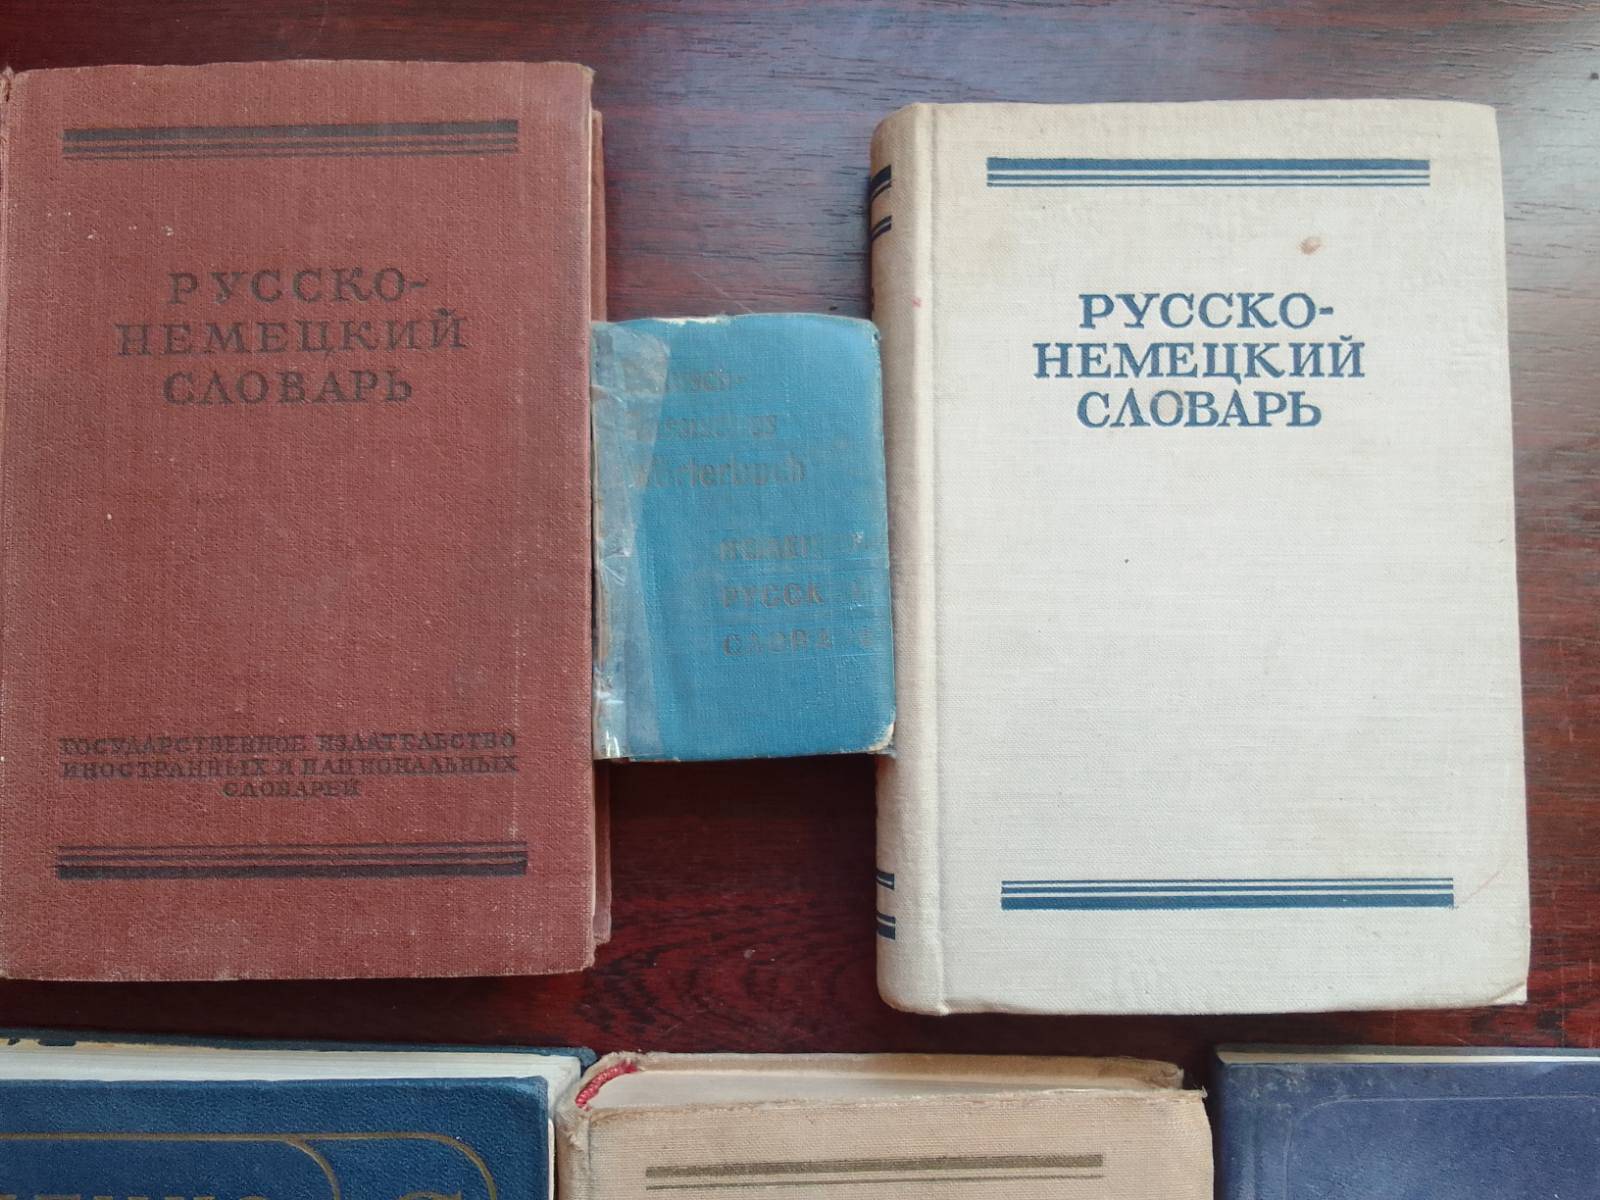 РУССКО-
НЕМЕЦКИЙ
СЛОВАРЬ
ГОСУДАРСТВЕННОЕ ИЗДАТЕЛЬСТВО
ИНОСТРАННЫХ И НАЦИОНАЛЬНЫХ
СЛОВАРЕЙ
Wörterbuch
РУССКО-
НЕМЕЦКИЙ
СЛОВАРЬ